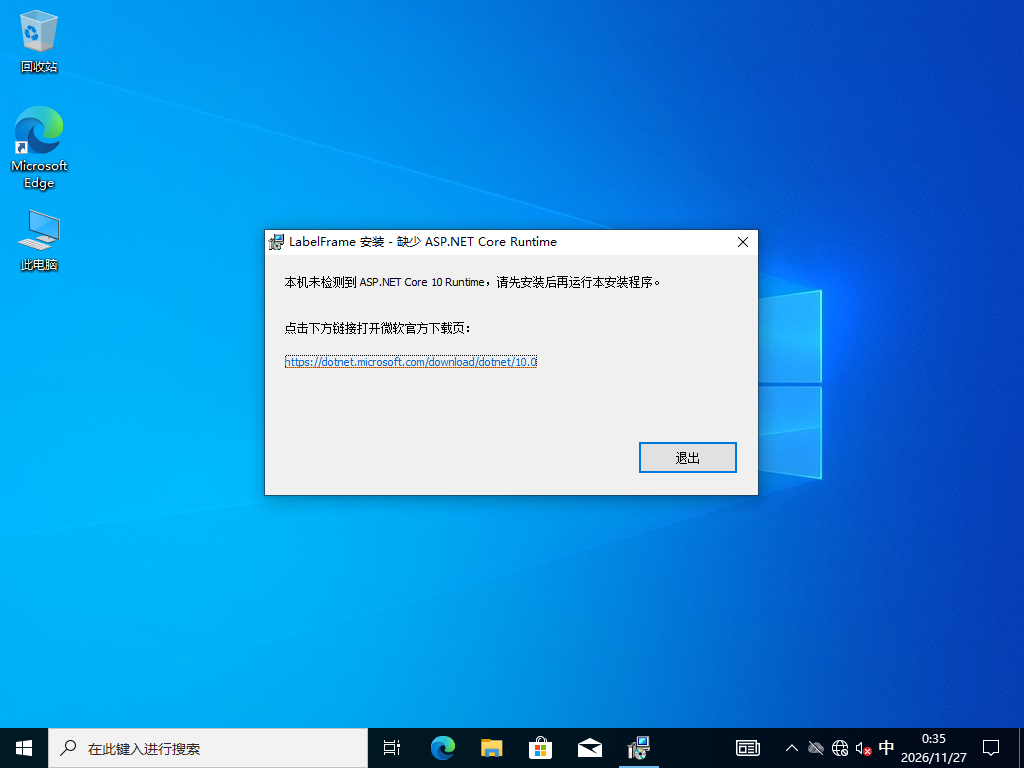 回收站
Microsoft
Edge
此电脑
LabelFrame 安装 - 缺少 ASP.NET Core Runtime
本机未检测到 ASP.NET Core 10 Runtime，请先安装后再运行本安装程序。
点击下方链接打开微软官方下载页：
https://dotnet.microsoft.com/download/dotnet/10.0
退出
在此键入进行搜索
中
0:35
2026/11/27